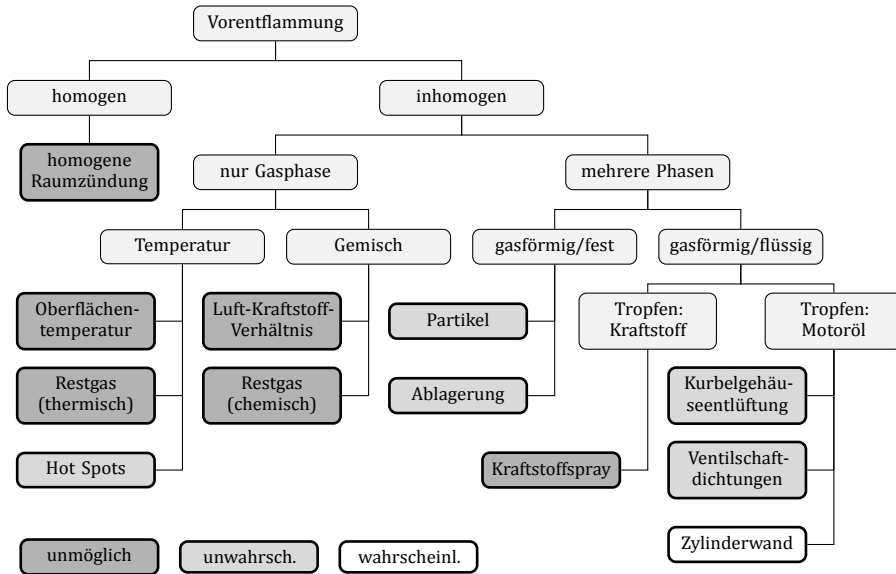 Vorentflammung
homogen
inhomogen
homogene
Raumzündung
nur Gasphase
mehrere Phasen
Temperatur
Gemisch
gasförmig/fest
gasförmig/flüssig
Oberflächen-
temperatur
Luft-Kraftstoff-
Verhältnis
Partikel
Tropfen:
Kraftstoff
Tropfen:
Motoröl
Restgas
(thermisch)
Restgas
(chemisch)
Ablagerung
Kurbelgehäu-
seentlüftung
Hot Spots
Kraftstoffspray
Ventilschaft-
dichtungen
Zylinderwand
unmöglich
unwahrsch.
wahrscheinl.